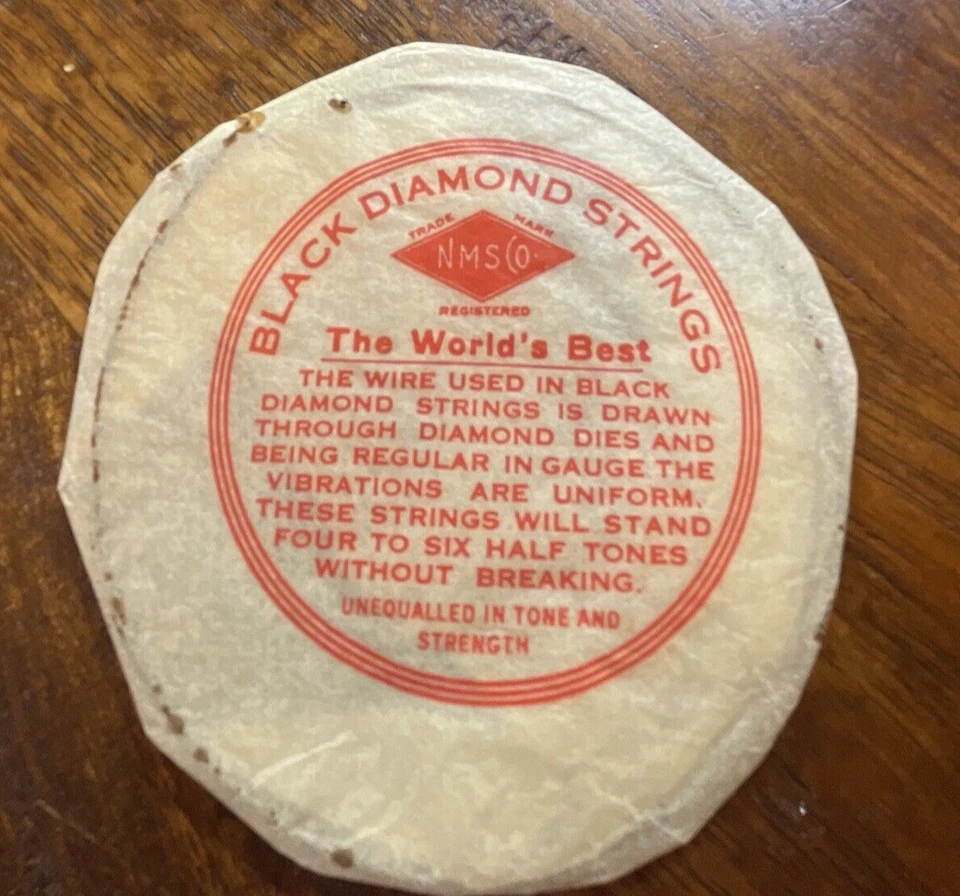 BLACK DIAMOND STRINGS
TRADE MARK
NMSCO.
REGISTERED
The World's Best
THE WIRE USED IN BLACK
DIAMOND STRINGS IS DRAWN
THROUGH DIAMOND DIES AND
BEING REGULAR IN GAUGE THE
VIBRATIONS ARE UNIFORM.
THESE STRINGS WILL STAND
FOUR TO SIX HALF TONES
WITHOUT BREAKING.
UNEQUALLED IN TONE AND
STRENGTH